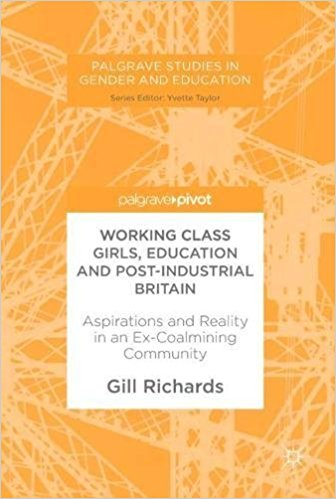 PALGRAVE STUDIES IN
GENDER AND EDUCATION
Series Editor: Yvette Taylor
palgrave▸pivot
WORKING CLASS
GIRLS, EDUCATION
AND POST-INDUSTRIAL
BRITAIN
Aspirations and Reality
in an Ex-Coalmining
Community
Gill Richards